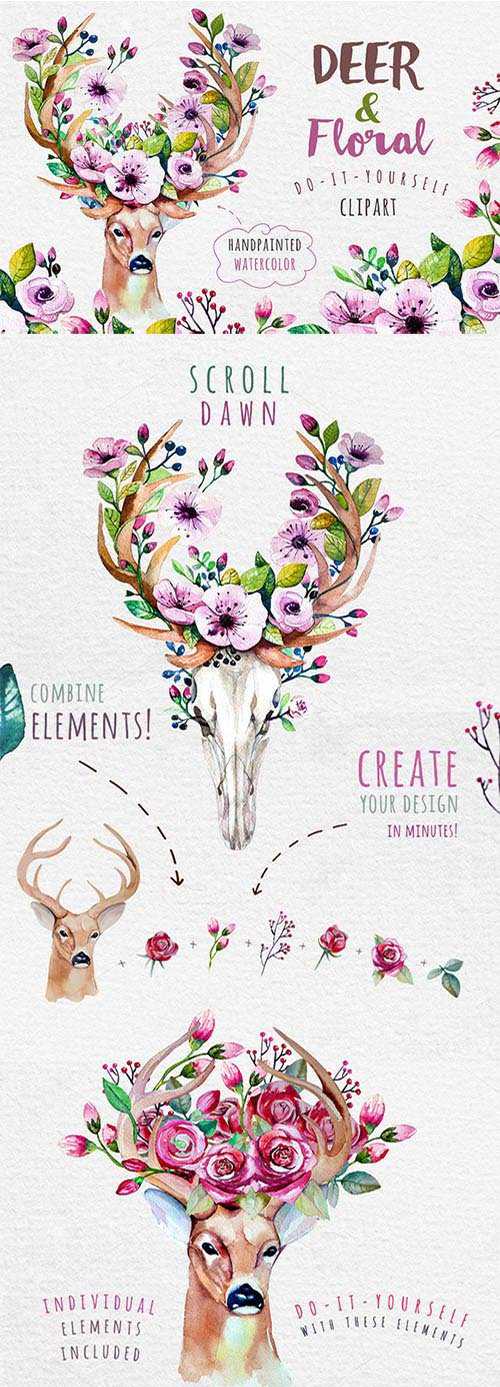 DEER
&
Floral
DO-IT-YOURSELF
CLIPART
HANDPAINTED
WATERCOLOR
SCROLL
DAWN
COMBINE
ELEMENTS!
CREATE
YOUR DESIGN
IN MINUTES!
+ + + + + +
INDIVIDUAL
ELEMENTS
INCLUDED
DO-IT-YOURSELF
WITH THESE ELEMENTS